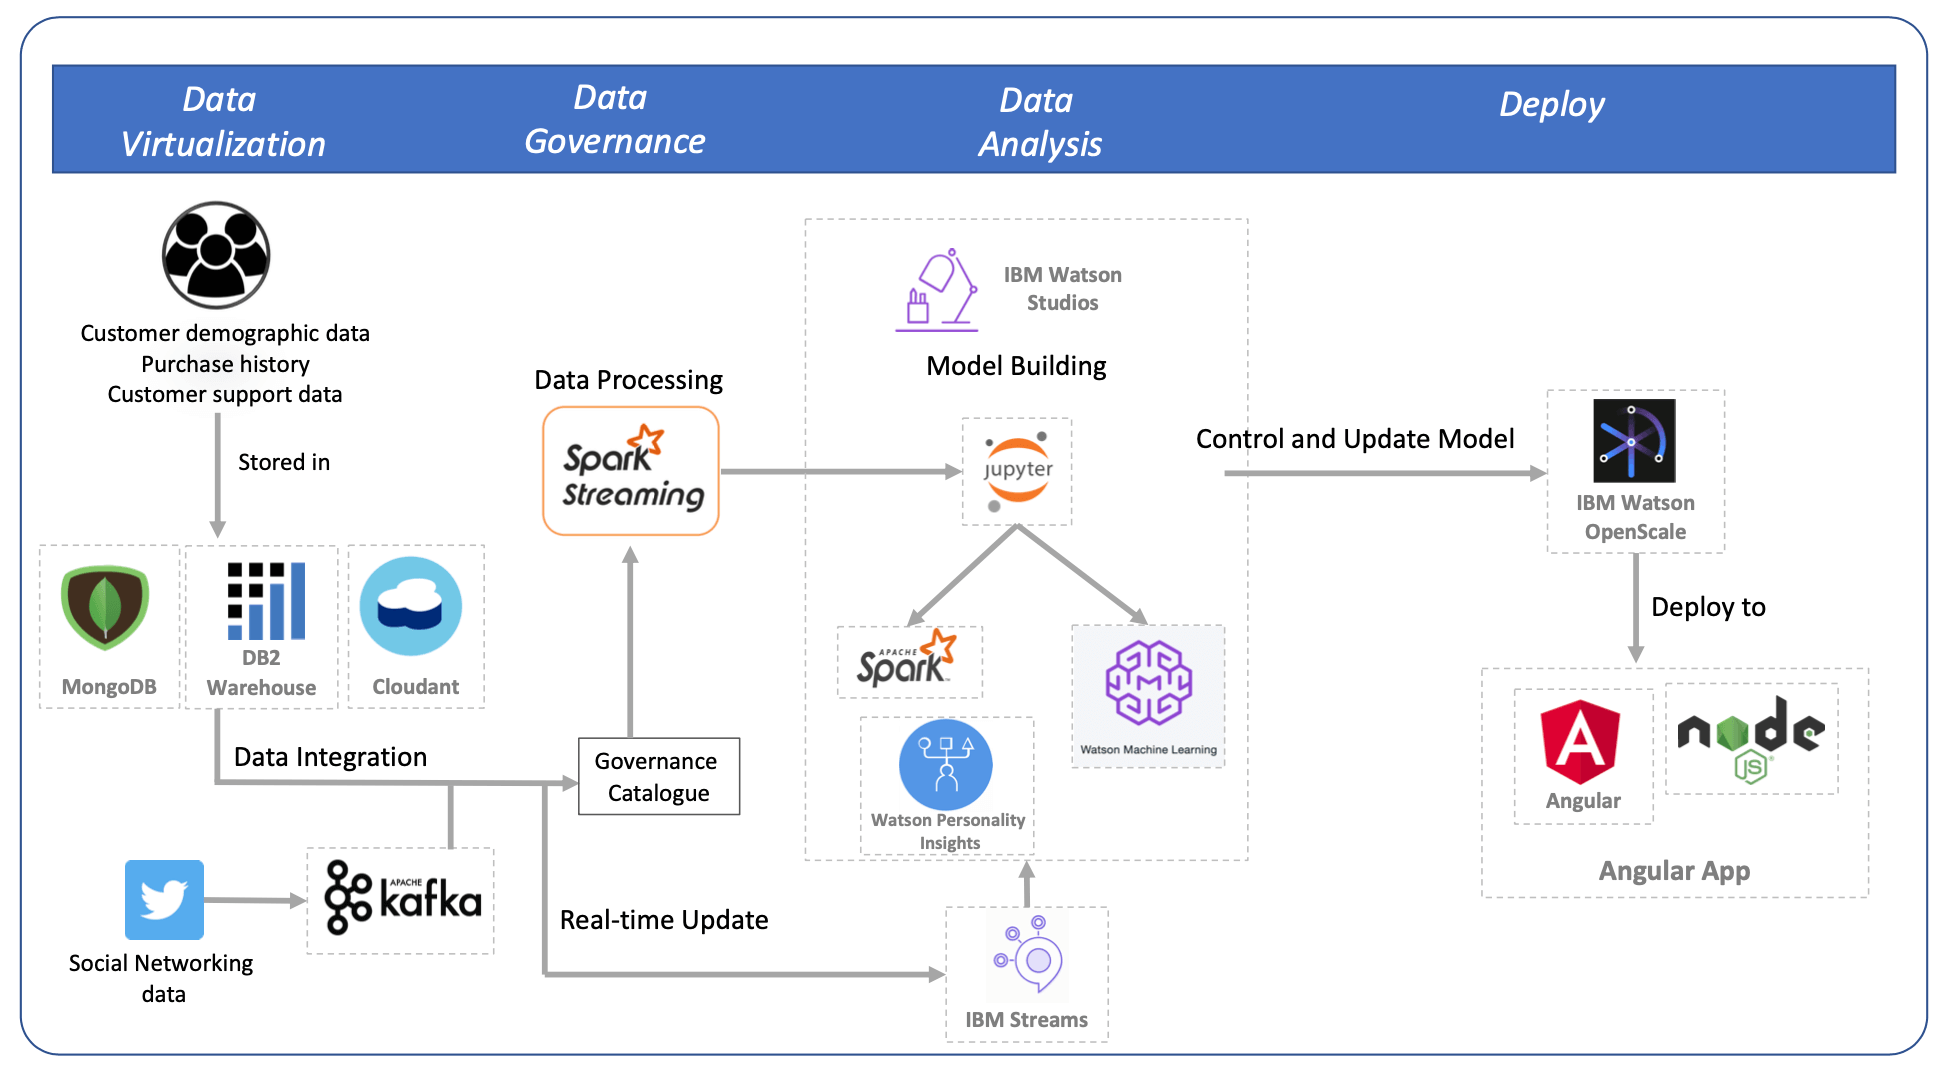 Data
Virtualization
Data
Governance
Data
Analysis
Deploy
Customer demographic data
Purchase history
Customer support data
Stored in
MongoDB
DB2
Warehouse
Cloudant
Data Integration
Social Networking
data
APACHE
kafka
Data Processing
Spark
Streaming
Governance
Catalogue
Real-time Update
IBM Watson
Studios
Model Building
jupyter
APACHE
Spark™
Watson Machine Learning
Watson Personality
Insights
IBM Streams
Control and Update Model
IBM Watson
OpenScale
Deploy to
Angular
node
JS®
Angular App